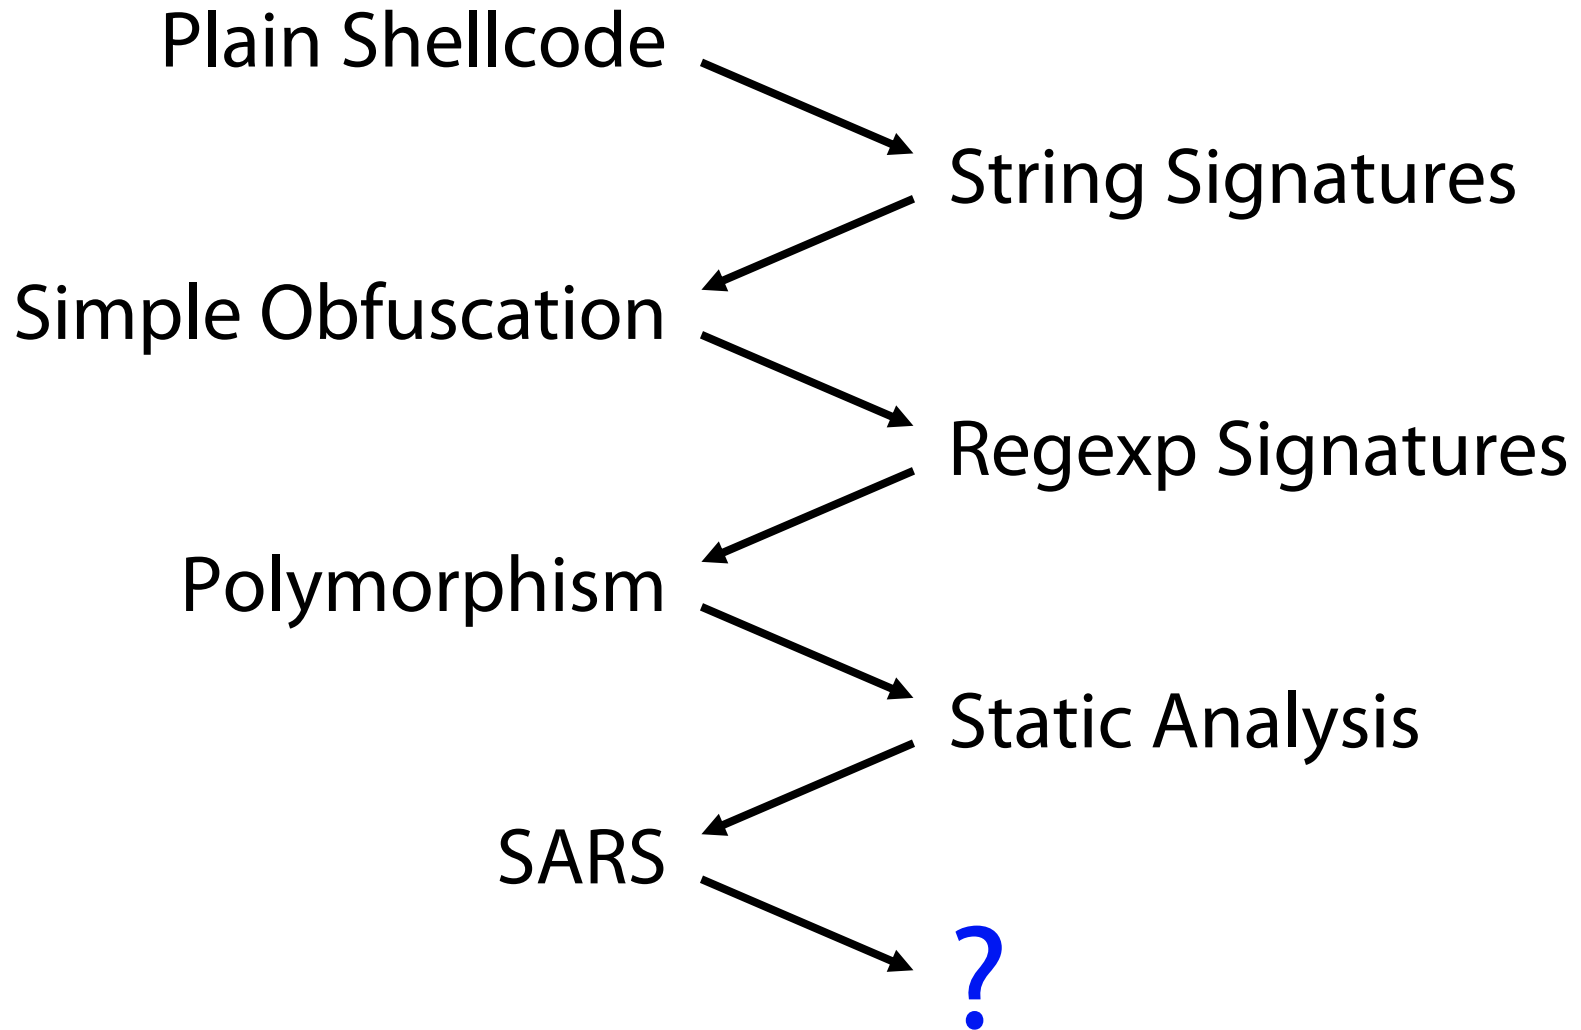 Plain Shellcode
String Signatures
Simple Obfuscation
Regexp Signatures
Polymorphism
Static Analysis
SARS
?